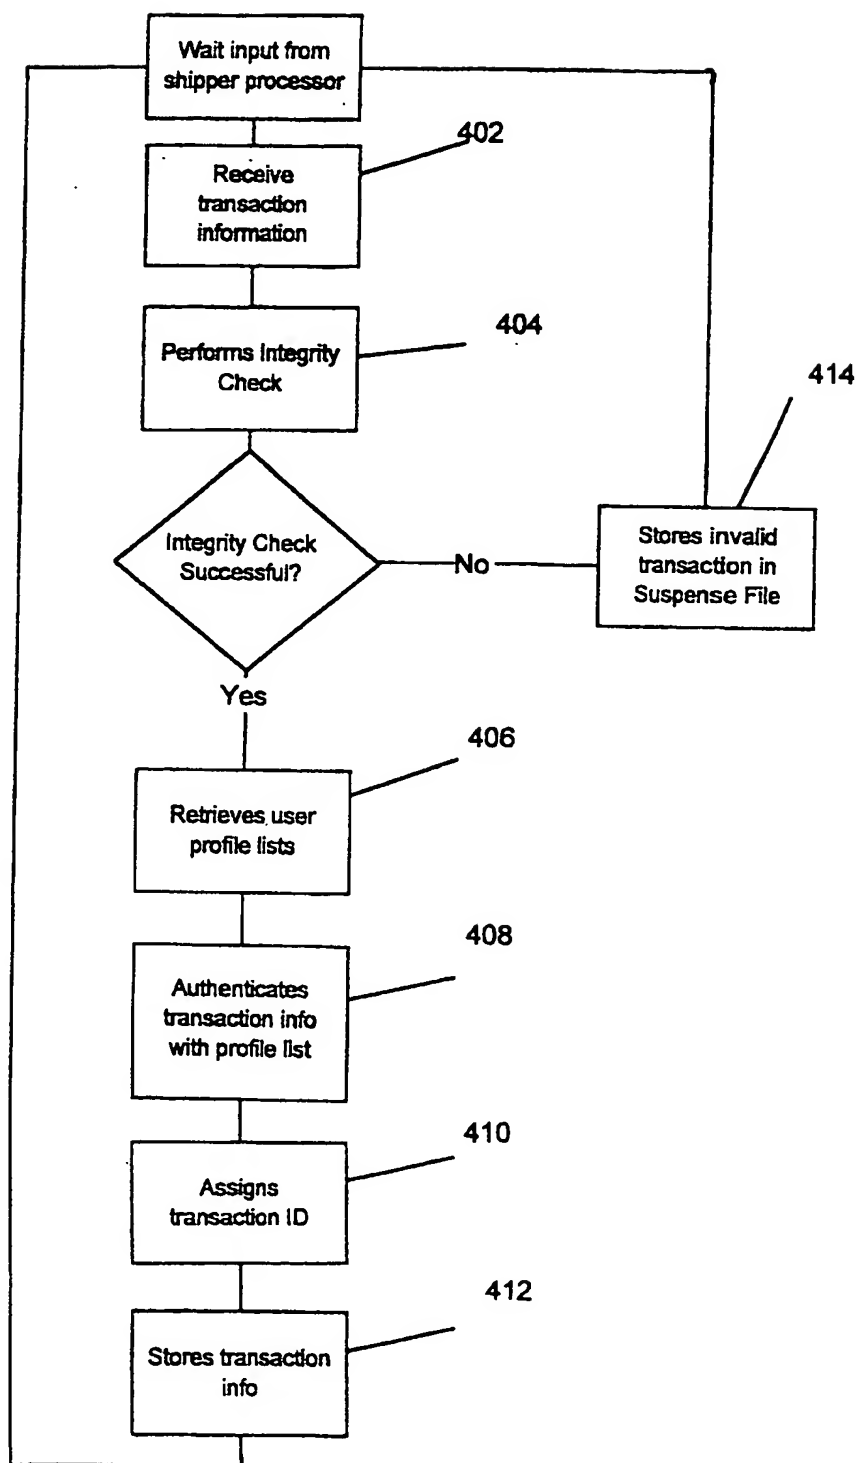 Wait input from
shipper processor
402
Receive
transaction
information
404
Performs Integrity
Check
414
Integrity Check
Successful?
No
Stores invalid
transaction in
Suspense File
Yes
406
Retrieves user
profile lists
408
Authenticates
transaction info
with profile list
410
Assigns
transaction ID
412
Stores transaction
info